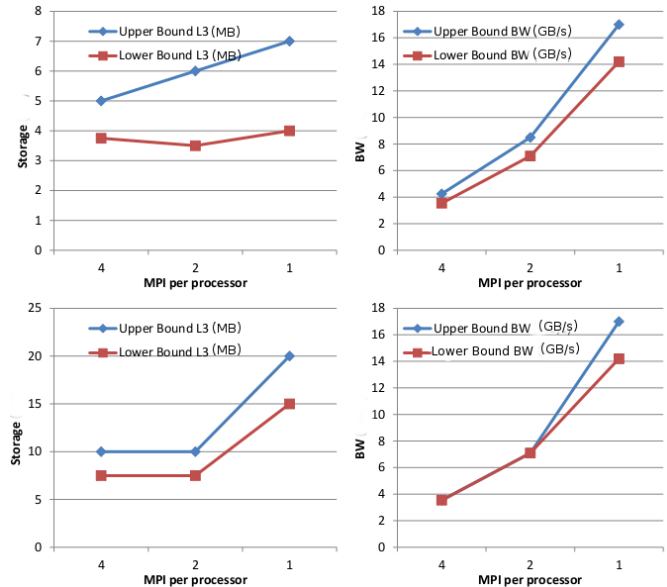 8
7
6
5
4
3
2
1
0
Storage
Upper Bound L3 (MB)
Lower Bound L3 (MB)
4 2 1
MPI per processor
18
16
14
12
10
8
6
4
2
0
BW
Upper Bound BW (GB/s)
Lower Bound BW (GB/s)
4 2 1
MPI per processor
25
20
15
10
5
0
Storage
Upper Bound L3 (MB)
Lower Bound L3 (MB)
4 2 1
MPI per processor
18
16
14
12
10
8
6
4
2
0
BW
Upper Bound BW (GB/s)
Lower Bound BW (GB/s)
4 2 1
MPI per processor